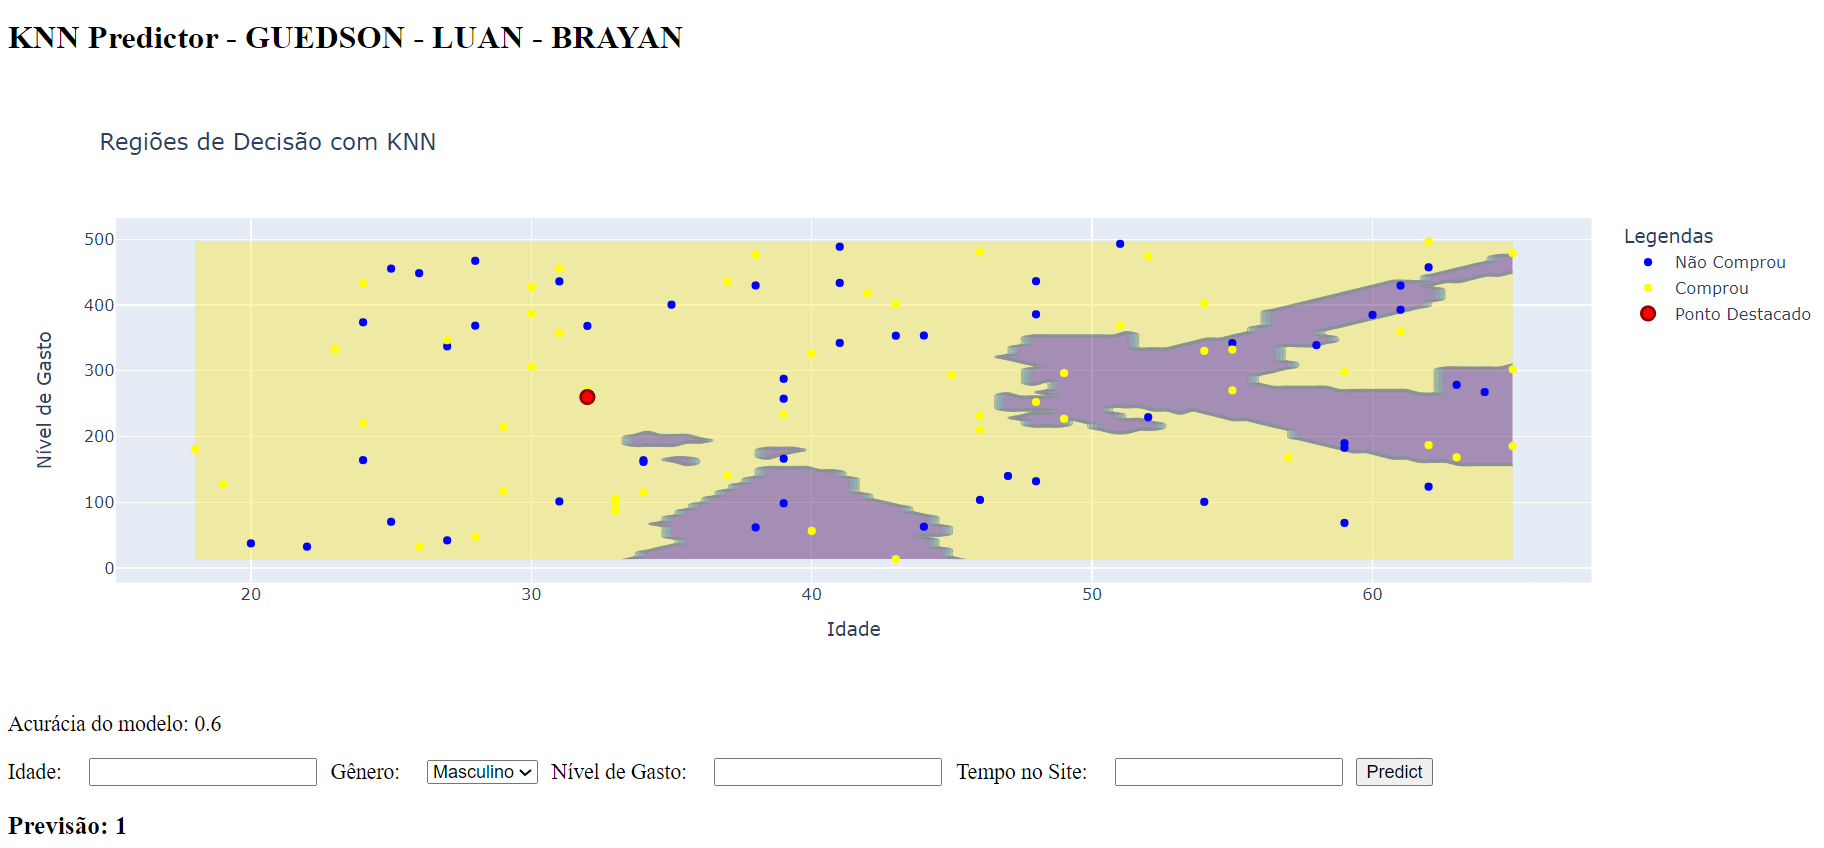 KNN Predictor - GUEDSON - LUAN - BRAYAN
Regiões de Decisão com KNN
Legendas
Não Comprou
Comprou
Ponto Destacado
Nível de Gasto
500
400
300
200
100
0
20 30 40 50 60
Idade
Acurácia do modelo: 0.6
Idade: Gênero: Masculino Nível de Gasto: Tempo no Site: Predict
Previsão: 1